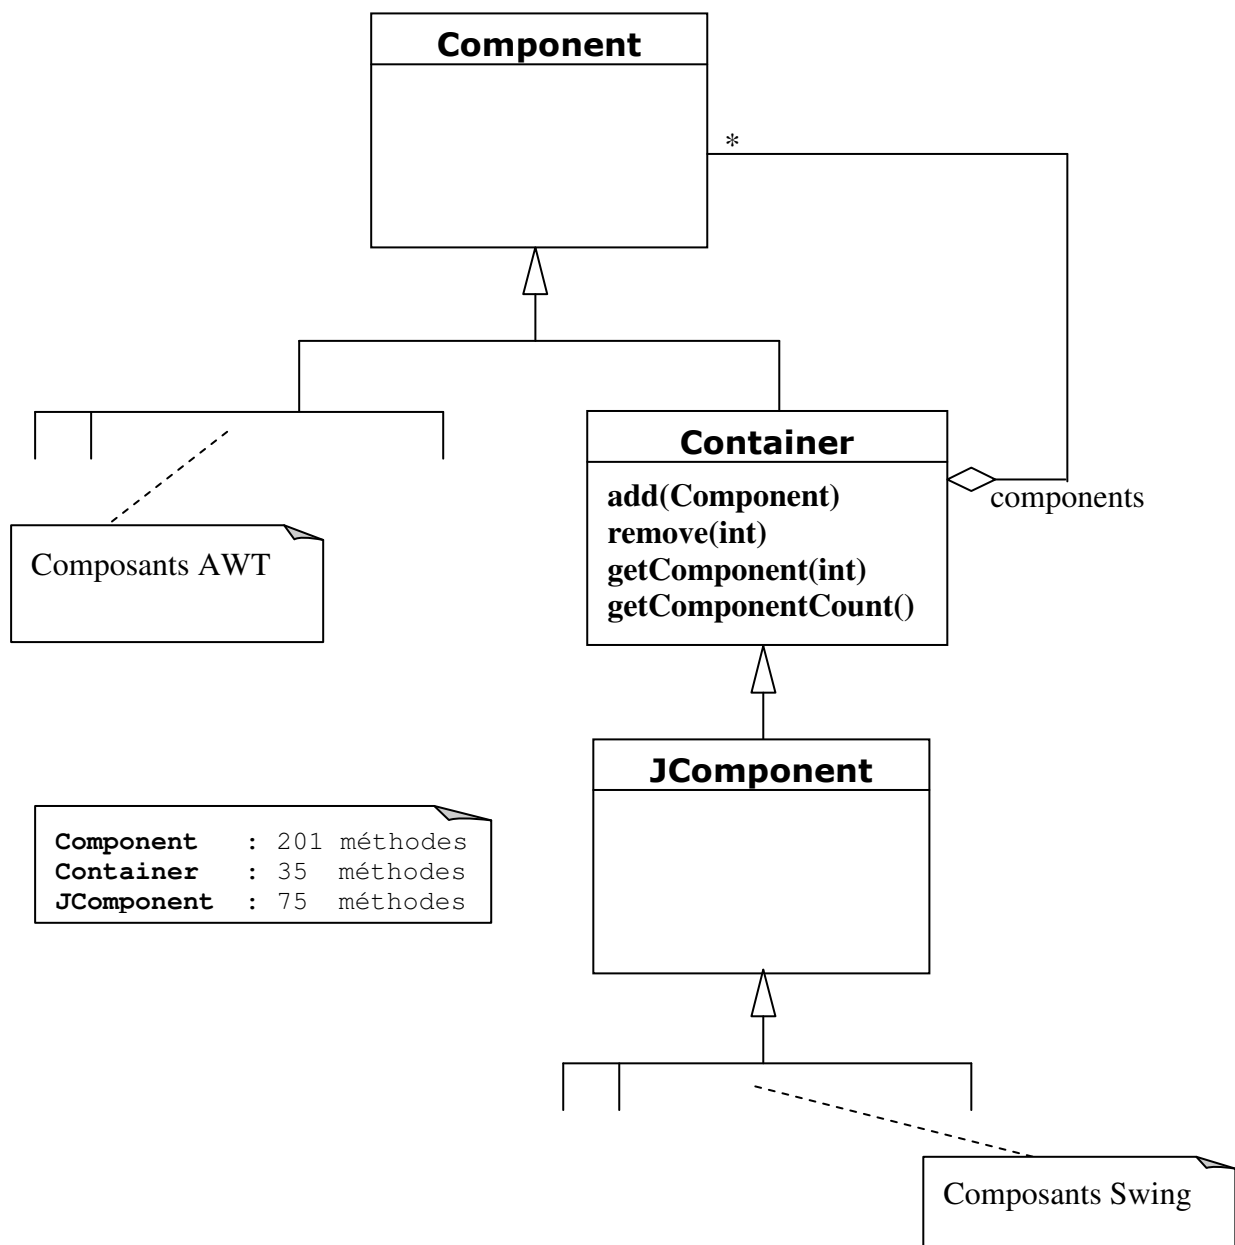 Component
*
Container
add(Component)
remove(int)
getComponent(int)
getComponentCount()
components
Composants AWT
JComponent
Component : 201 méthodes
Container : 35 méthodes
JComponent : 75 méthodes
Composants Swing